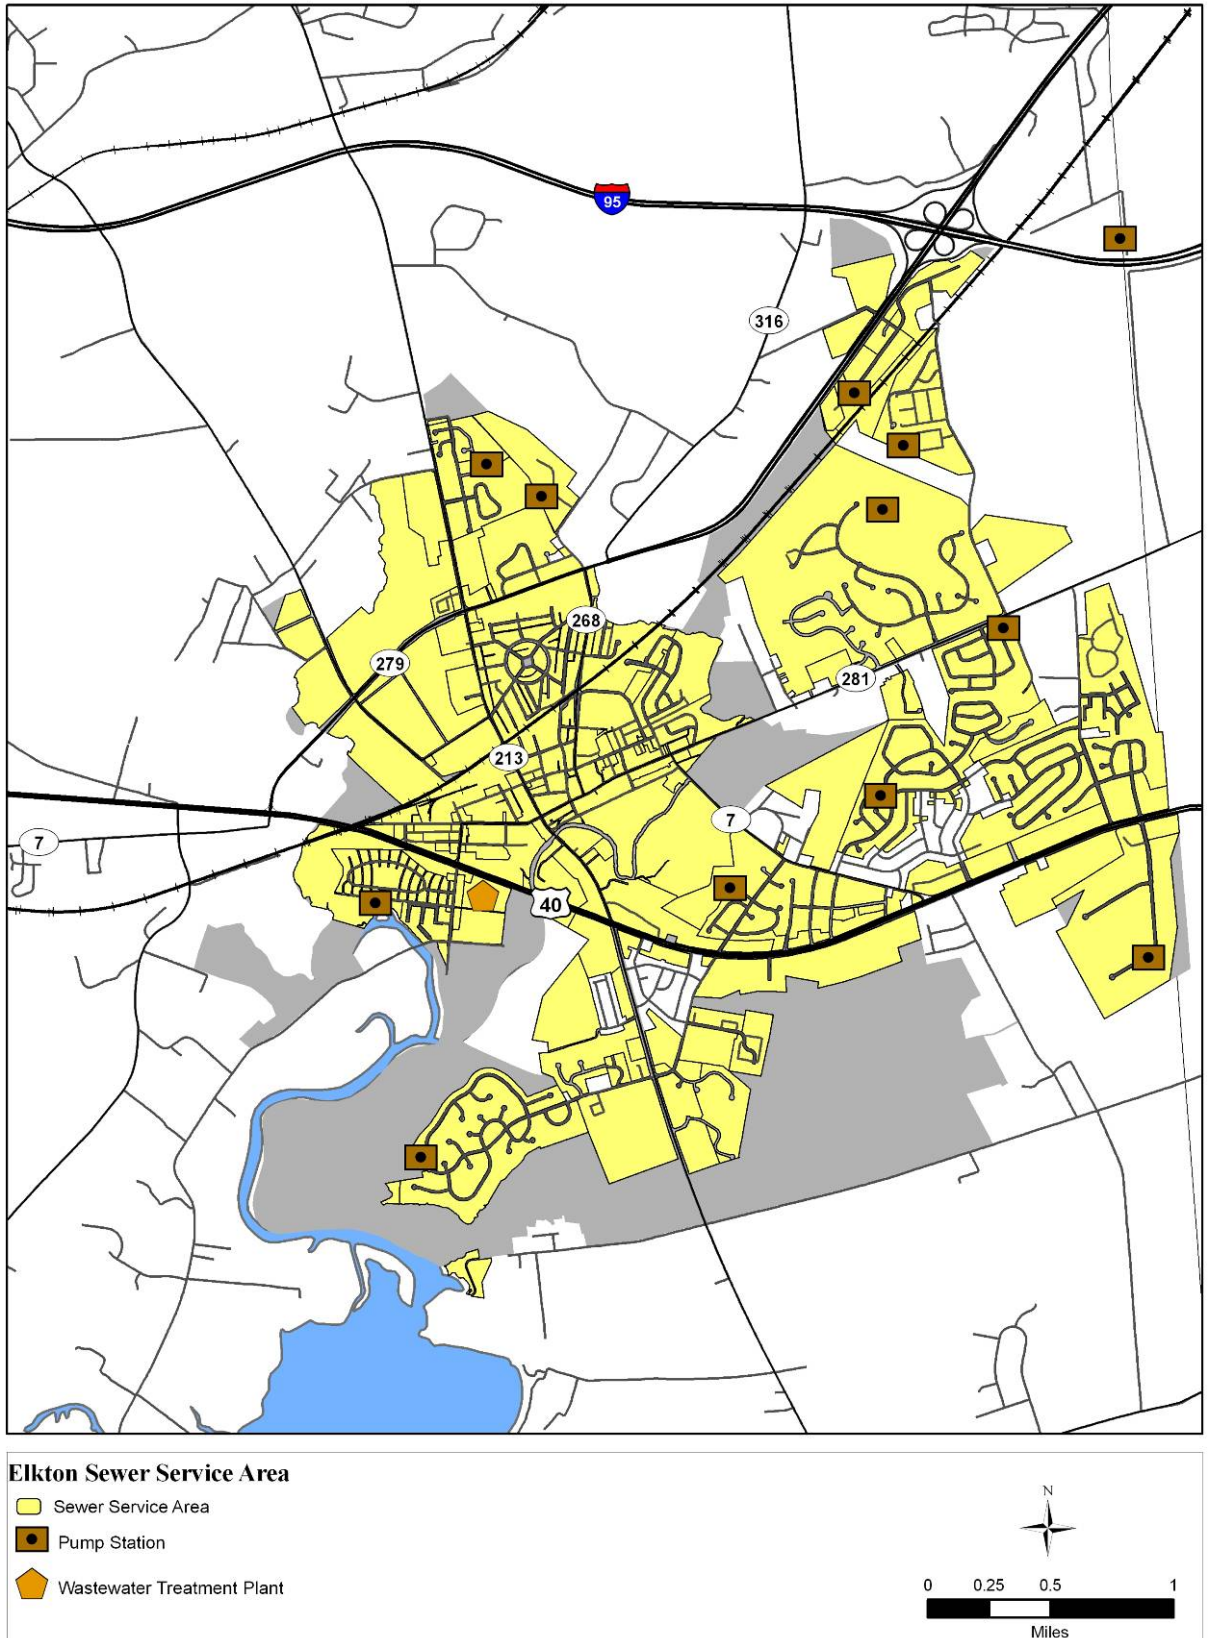 95
316
268
279
281
213
7
7
40
Elkton Sewer Service Area
Sewer Service Area
Pump Station
Wastewater Treatment Plant
N
0 0.25 0.5 1
Miles